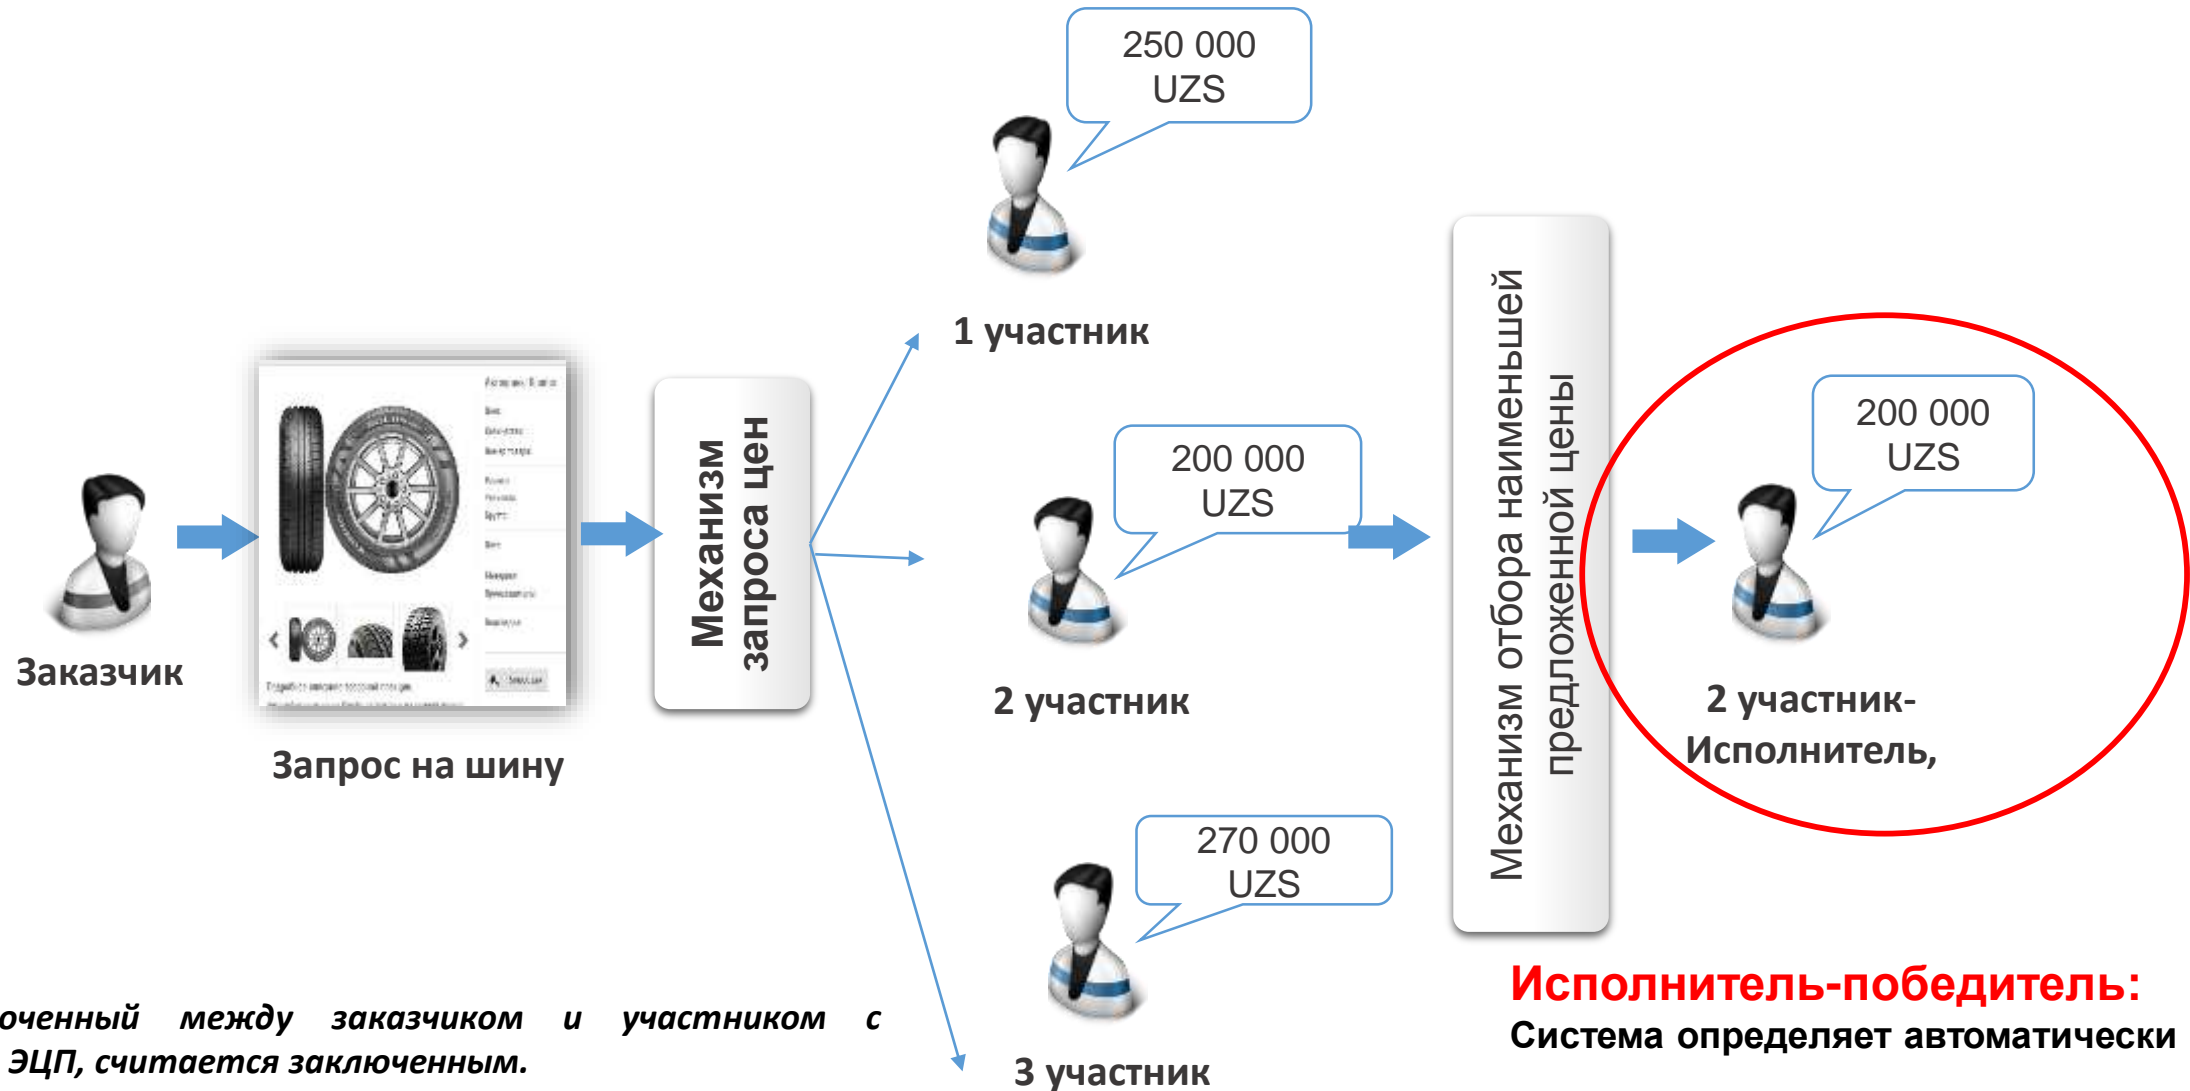 250 000
UZS
1 участник
Заказчик
Запрос на шину
Механизм
запроса цен
200 000
UZS
2 участник
270 000
UZS
3 участник
Механизм отбора наименьшей
предложенной цены
200 000
UZS
2 участник-
Исполнитель,
Исполнитель-победитель:
Система определяет автоматически
между заказчиком и участником с
ЭЦП, считается заключенным.